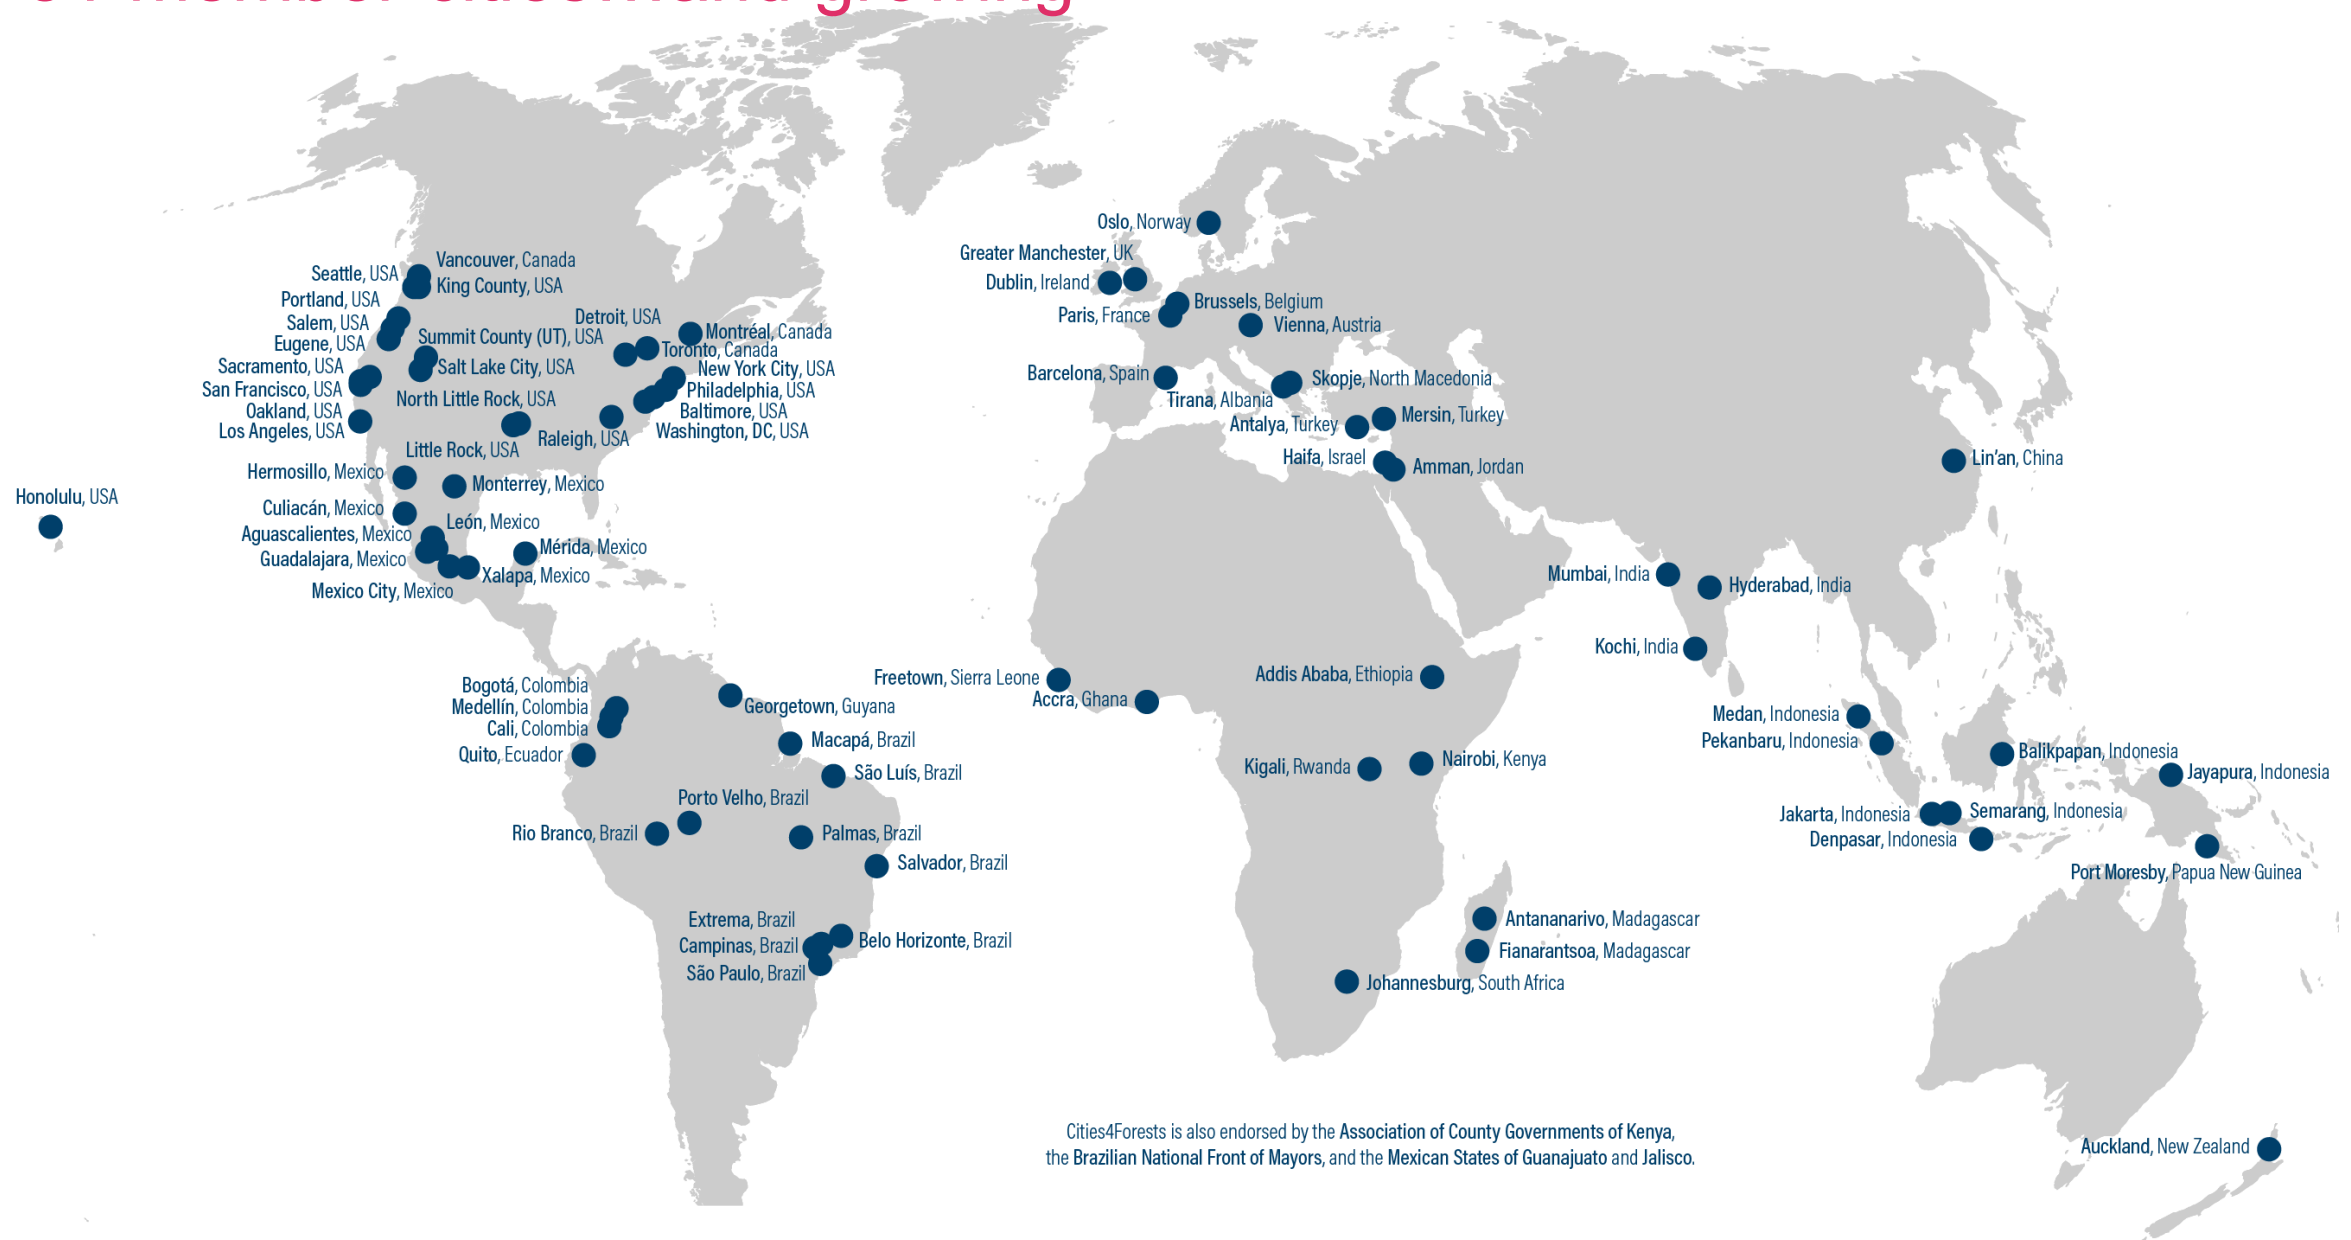 growing
Oslo, Norway
Greater Manchester, UK
Dublin, Ireland
Brussels, Belgium
Paris, France
Vienna, Austria
Barcelona, Spain
Skopje, North Macedonia
Tirana, Albania
Mersin, Turkey
Antalya, Turkey
Haifa, Israel
Amman, Jordan
Lin'an, China
Vancouver, Canada
Seattle, USA
King County, USA
Portland, USA
Salem, USA
Eugene, USA
Detroit, USA
Summit County (UT), USA
Montréal, Canada
Toronto, Canada
Sacramento, USA
Salt Lake City, USA
New York City, USA
San Francisco, USA
Philadelphia, USA
North Little Rock, USA
Oakland, USA
Baltimore, USA
Los Angeles, USA
Washington, DC, USA
Raleigh, USA
Little Rock, USA
Hermosillo, Mexico
Monterrey, Mexico
Honolulu, USA
Culiacán, Mexico
León, Mexico
Aguascalientes, Mexico
Mérida, Mexico
Guadalajara, Mexico
Xalapa, Mexico
Mexico City, Mexico
Mumbai, India
Hyderabad, India
Kochi, India
Bogotá, Colombia
Medellín, Colombia
Cali, Colombia
Quito, Ecuador
Georgetown, Guyana
Macapá, Brazil
São Luís, Brazil
Porto Velho, Brazil
Rio Branco, Brazil
Palmas, Brazil
Salvador, Brazil
Extrema, Brazil
Campinas, Brazil
Belo Horizonte, Brazil
São Paulo, Brazil
Freetown, Sierra Leone
Accra, Ghana
Addis Ababa, Ethiopia
Kigali, Rwanda
Nairobi, Kenya
Antananarivo, Madagascar
Fianarantsoa, Madagascar
Johannesburg, South Africa
Medan, Indonesia
Pekanbaru, Indonesia
Balikpapan, Indonesia
Jayapura, Indonesia
Jakarta, Indonesia
Semarang, Indonesia
Denpasar, Indonesia
Port Moresby, Papua New Guinea
Auckland, New Zealand
Cities4Forests is also endorsed by the Association of County Governments of Kenya,
the Brazilian National Front of Mayors, and the Mexican States of Guanajuato and Jalisco.